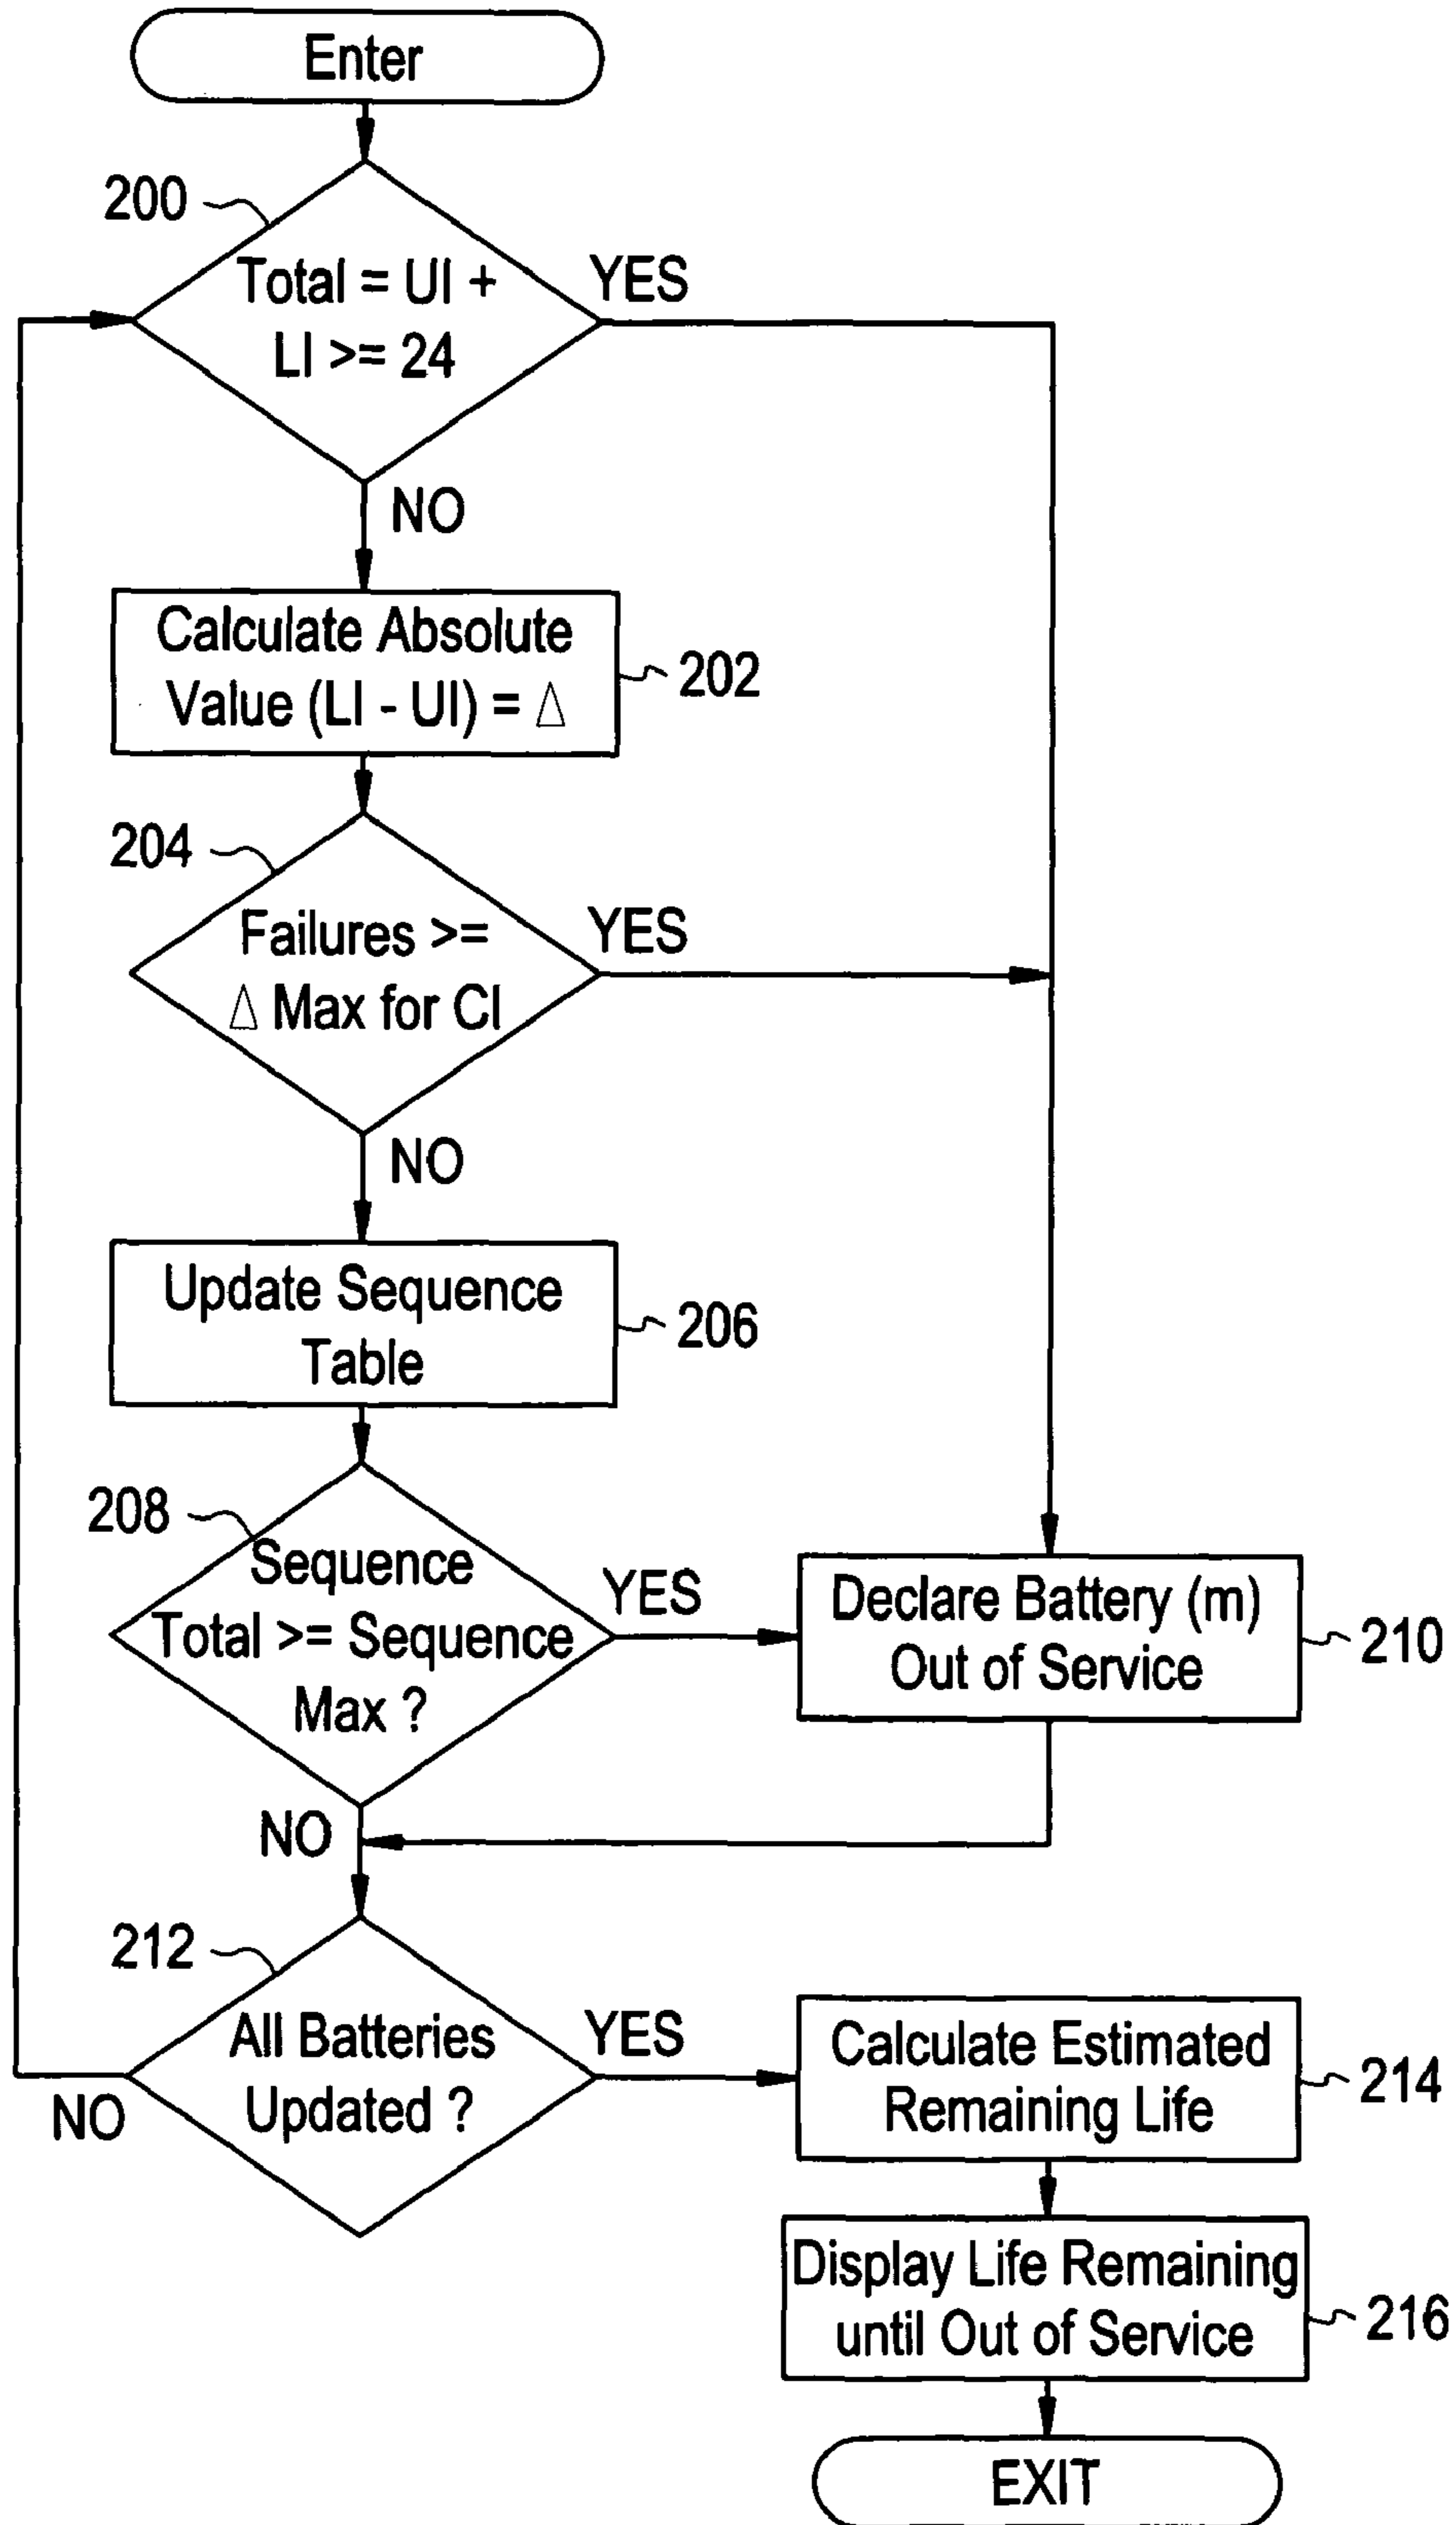 Enter
200
Total = UI +
LI >= 24
YES
NO
Calculate Absolute
Value (LI - UI) = △
202
204
Failures >=
△ Max for CI
YES
NO
Update Sequence
Table
206
208
Sequence
Total >= Sequence
Max ?
YES
Declare Battery (m)
Out of Service
210
NO
212
All Batteries
Updated ?
YES
NO
Calculate Estimated
Remaining Life
214
Display Life Remaining
until Out of Service
216
EXIT